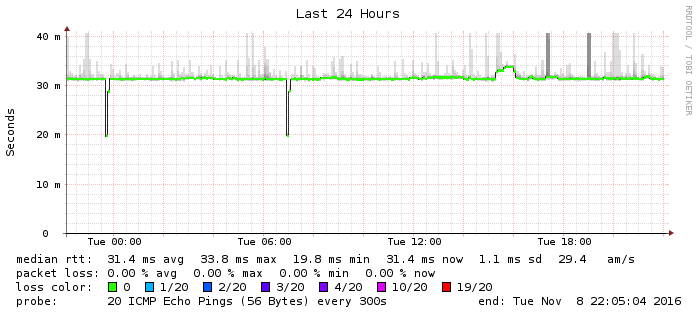 Last 24 Hours
RRDTOOL / TOBI OETIKER
Seconds
40 m
30 m
20 m
10 m
0
Tue 00:00 Tue 06:00 Tue 12:00 Tue 18:00
median rtt: 31.4 ms avg 33.8 ms max 19.8 ms min 31.4 ms now 1.1 ms sd 29.4 am/s
packet loss: 0.00 % avg 0.00 % max 0.00 % min 0.00 % now
loss color: 0 1/20 2/20 3/20 4/20 10/20 19/20
probe: 20 ICMP Echo Pings (56 Bytes) every 300s end: Tue Nov 8 22:05:04 2016